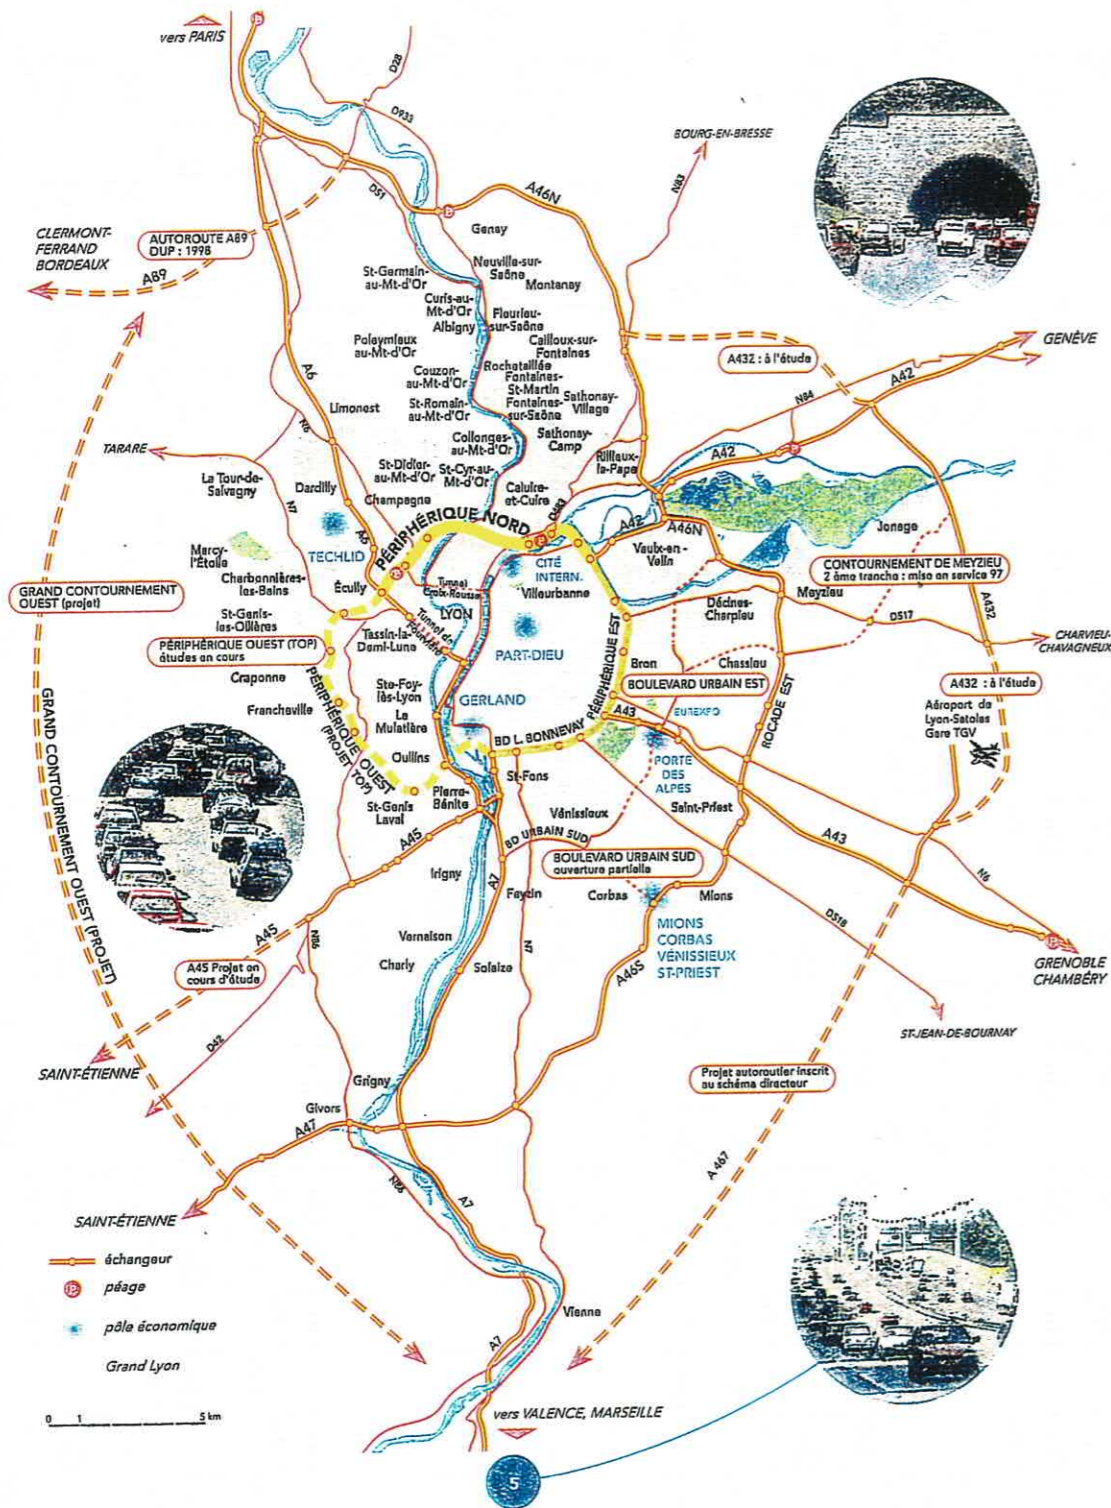 vers PARIS
D28
D933
D51
BOURG-EN-BRESSE
N83
A46N
Genay
CLERMONT-
FERRAND
BORDEAUX
AUTOROUTE A89
DUP : 1998
A89
Neuville-sur-
Saône
Montanay
St-Germain-
au-Mt-d'Or
Curis-au-
Mt-d'Or
Albigny
Fleurieu-
sur-Saône
Poleymieux
au-Mt-d'Or
Cailloux-sur-
Fontaines
Rochetaillée
Couzon-
au-Mt-d'Or
Fontaines-
St-Martin
St-Romain-
au-Mt-d'Or
Fontaines-
sur-Saône
Sathonay-
Village
A432 : à l'étude
GENÈVE
A42
N84
A6
N6
Limonest
Collonges-
au-Mt-d'Or
Sathonay-
Camp
TARARE
La Tour-de-
Salvagny
St-Didier-
au-Mt-d'Or
St-Cyr-au-
Mt-d'Or
Rillieux-
la-Pape
A42
Dardilly
Champagne
Caluire-
et-Cuire
D483
N7
A6
TECHLID
PÉRIPHÉRIQUE NORD
A42
A46N
Jonage
Marcy-
l'Étoile
Charbonnières-
les-Bains
Écully
Tunnel
Croix-Rousse
CITÉ
INTERN.
Villeurbanne
Vaulx-en-
Velin
CONTOURNEMENT DE MEYZIEU
2 ème tranche : mise en service 97
Meyzieu
GRAND CONTOURNEMENT
OUEST (projet)
St-Genis-
les-Ollières
LYON
Tunnel de
Fourvière
Décines-
Charpieu
D517
A432
PÉRIPHÉRIQUE OUEST (TOP)
études en cours
Tassin-la-
Demi-Lune
PART-DIEU
CHARVIEU-
CHAVAGNEUX
Craponne
Bron
Chassieu
PÉRIPHÉRIQUE EST
BOULEVARD URBAIN EST
A432 : à l'étude
Francheville
Ste-Foy-
lès-Lyon
La
Mulatière
GERLAND
A43
EUREXPO
ROCADE EST
Aéroport de
Lyon-Satolas
Gare TGV
PÉRIPHÉRIQUE OUEST
(PROJET TOP)
Oullins
BD L. BONNEVAY
PORTE
DES
ALPES
St-Fons
St-Genis
Laval
Pierre-
Bénite
Vénissieux
Saint-Priest
A45
BD URBAIN SUD
A43
GRAND CONTOURNEMENT OUEST (PROJET)
Irigny
A7
Feyzin
BOULEVARD URBAIN SUD
ouverture partielle
Corbas
Mions
N6
D518
A45
N86
Vernaison
Charly
Solaize
N7
MIONS
CORBAS
VÉNISSIEUX
ST-PRIEST
A46S
GRENOBLE
CHAMBÉRY
A45 Projet en
cours d'étude
ST-JEAN-DE-BOURNAY
D42
SAINT-ÉTIENNE
Grigny
Givors
Projet autoroutier inscrit
au schéma directeur
A47
N86
A7
A 467
SAINT-ÉTIENNE
échangeur
P
péage
pôle économique
Grand Lyon
Vienne
A7
0 1 5 km
vers VALENCE, MARSEILLE
5